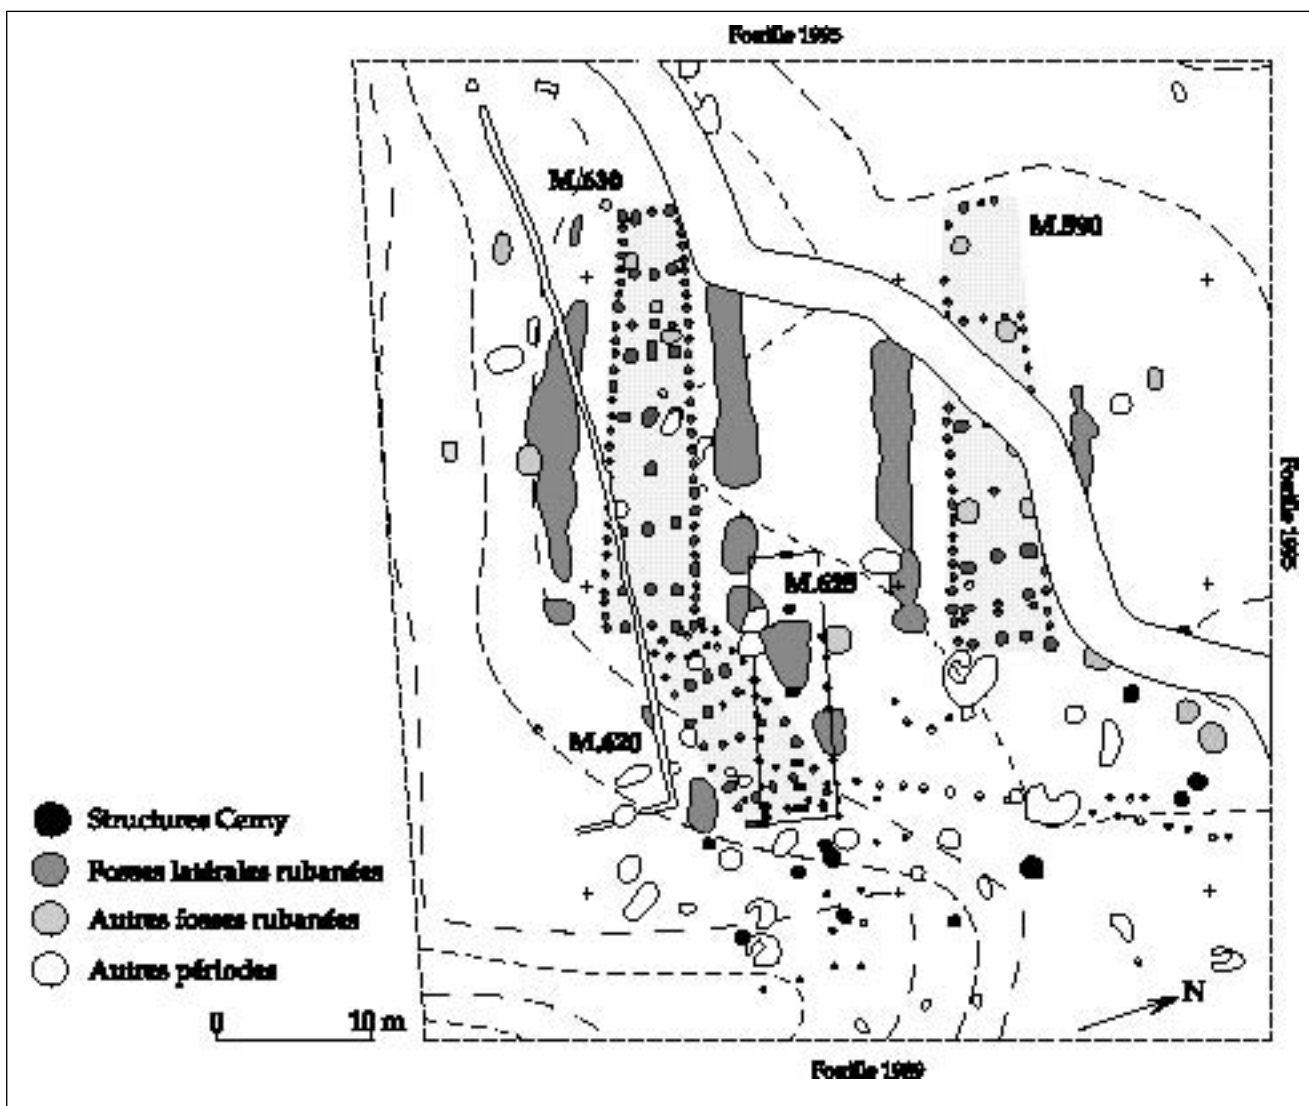 Fouille 1995
M.630
M.590
Fouille 1995
M.625
M.620
Structures Cerny
Fosses latérales rubanées
Autres fosses rubanées
Autres périodes
0 10 m
N
Fouille 1989